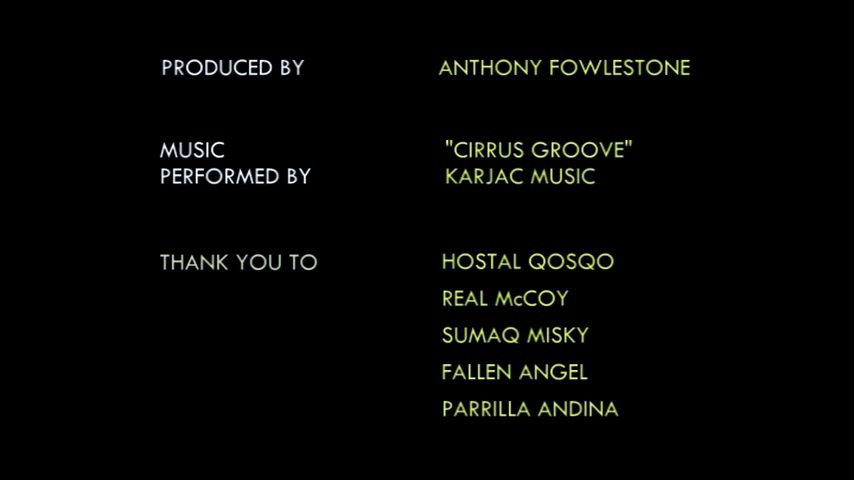 PRODUCED BY ANTHONY FOWLESTONE
MUSIC "CIRRUS GROOVE"
PERFORMED BY KARJAC MUSIC
THANK YOU TO HOSTAL QOSQO
REAL McCOY
SUMAQ MISKY
FALLEN ANGEL
PARRILLA ANDINA